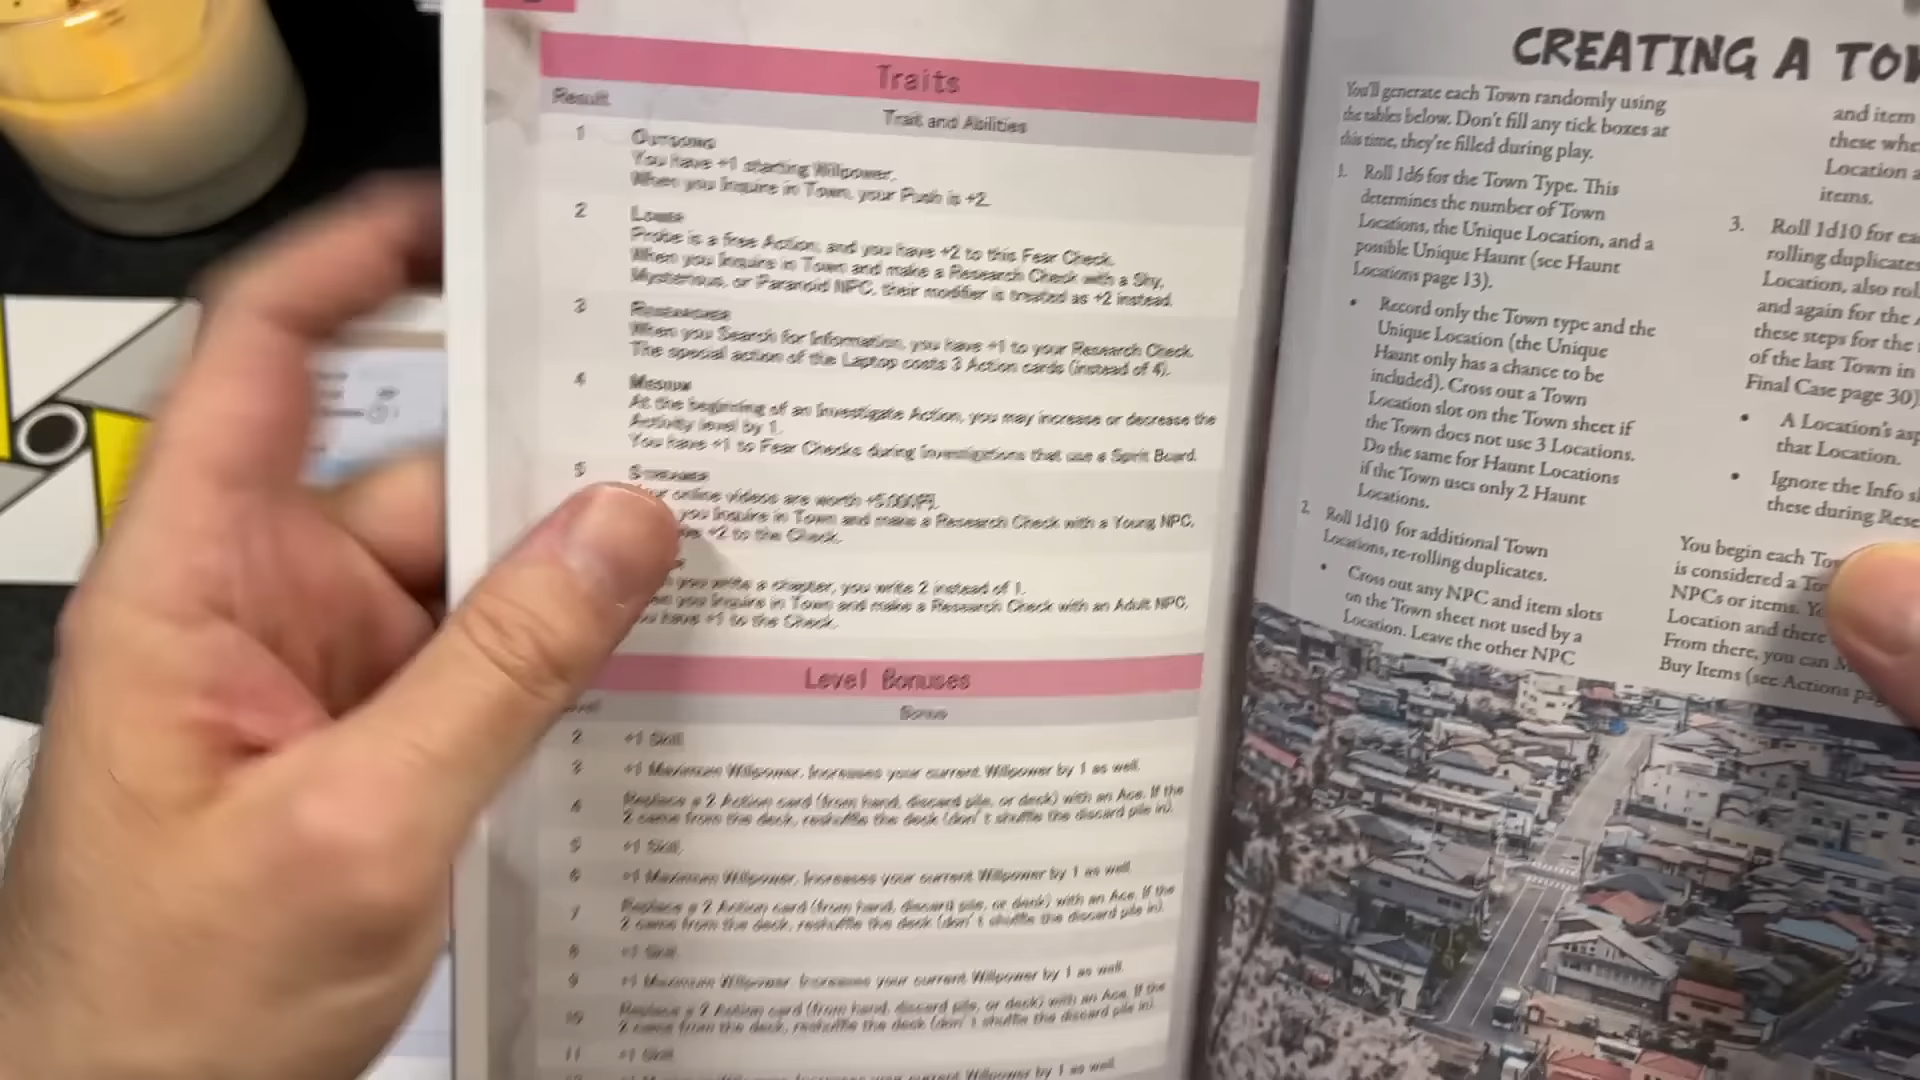 Traits
Result
Trait and Abilities
1
Outgoing
You have +1 starting Willpower.
When you Inquire in Town, your Push is +2.
2
Loner
Probe is a free Action, and you have +2 to this Fear Check.
When you Inquire in Town and make a Research Check with a Shy,
Mysterious, or Paranoid NPC, their modifier is treated as +2 instead.
3
Researcher
When you Search for Information, you have +1 to your Research Check.
The special action of the Laptop costs 3 Action cards (instead of 4).
4
Medium
At the beginning of an Investigate Action, you may increase or decrease the
Activity level by 1.
You have +1 to Fear Checks during Investigations that use a Spirit Board.
5
Streamer
online videos are worth +5,000
you Inquire in Town and make a Research Check with a Young NPC,
+2 to the Check.
you write a chapter, you write 2 instead of 1.
you Inquire in Town and make a Research Check with an Adult NPC,
have +1 to the Check.
Level Bonuses
Bonus
2 +1 Skill
3 +1 Maximum Willpower. Increases your current Willpower by 1 as well.
4 Replace a 2 Action card (from hand, discard pile, or deck) with an Ace. If the
2 came from the deck, reshuffle the deck (don't shuffle the discard pile in).
5 +1 Skill.
6 +1 Maximum Willpower. Increases your current Willpower by 1 as well.
7 Replace a 2 Action card (from hand, discard pile, or deck) with an Ace. If the
2 came from the deck, reshuffle the deck (don't shuffle the discard pile in).
8 +1 Skill.
9 +1 Maximum Willpower. Increases your current Willpower by 1 as well.
10 Replace a 2 Action card (from hand, discard pile, or deck) with an Ace. If the
2 came from the deck, reshuffle the deck (don't shuffle the discard pile in).
11 +1 Skill.
your current Willpower by 1 as well.
CREATING A TOW
You'll generate each Town randomly using
the tables below. Don't fill any tick boxes at
this time, they're filled during play.
1. Roll 1d6 for the Town Type. This
determines the number of Town
Locations, the Unique Location, and a
possible Unique Haunt (see Haunt
Locations page 13).
• Record only the Town type and the
Unique Location (the Unique
Haunt only has a chance to be
included). Cross out a Town
Location slot on the Town sheet if
the Town does not use 3 Locations.
Do the same for Haunt Locations
if the Town uses only 2 Haunt
Locations.
2. Roll 1d10 for additional Town
Locations, re-rolling duplicates.
• Cross out any NPC and item slots
on the Town sheet not used by a
Location. Leave the other NPC
and item
these whe
Location a
items.
3. Roll 1d10 for ea
rolling duplicates
Location, also rol
and again for the
these steps for the
of the last Town in
Final Case page 30)
• A Location's asp
that Location.
• Ignore the Info sl
these during Rese
You begin each Tow
is considered a To
NPCs or items. Yo
Location and there
From there, you can
Buy Items (see Actions pa